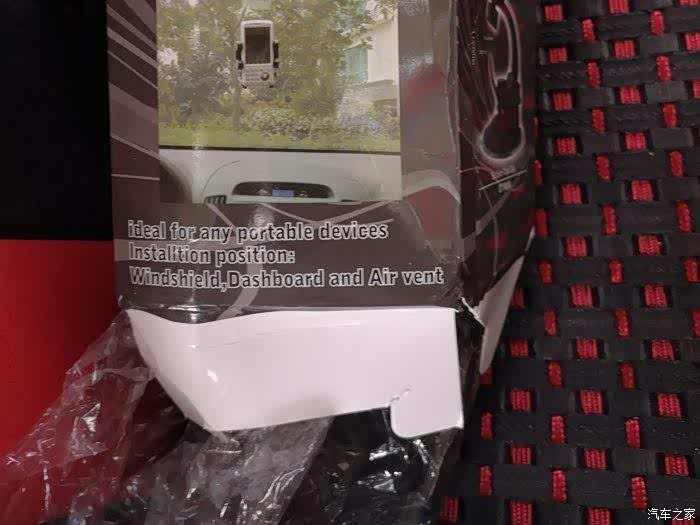 ideal for any portable devices
Installtion position:
Windshield,Dashboard and Air vent
汽车之家